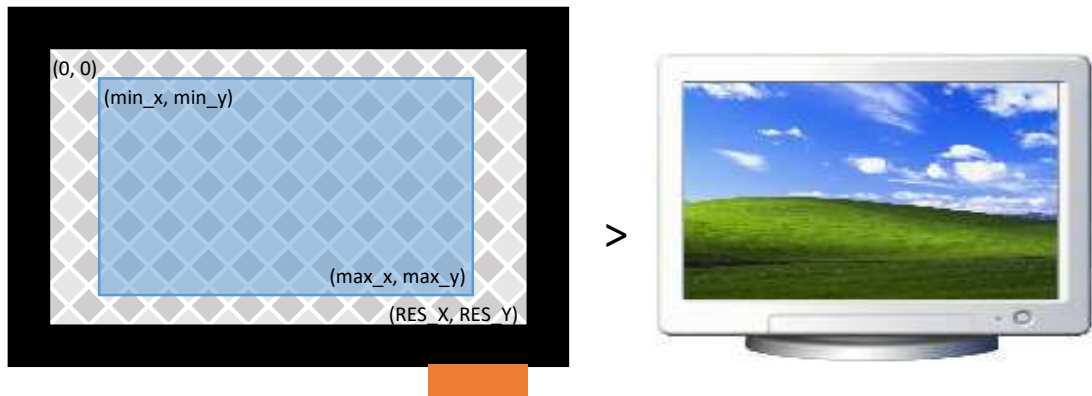 (0, 0)
(min_x, min_y)
(max_x, max_y)
(RES_X, RES_Y)
>